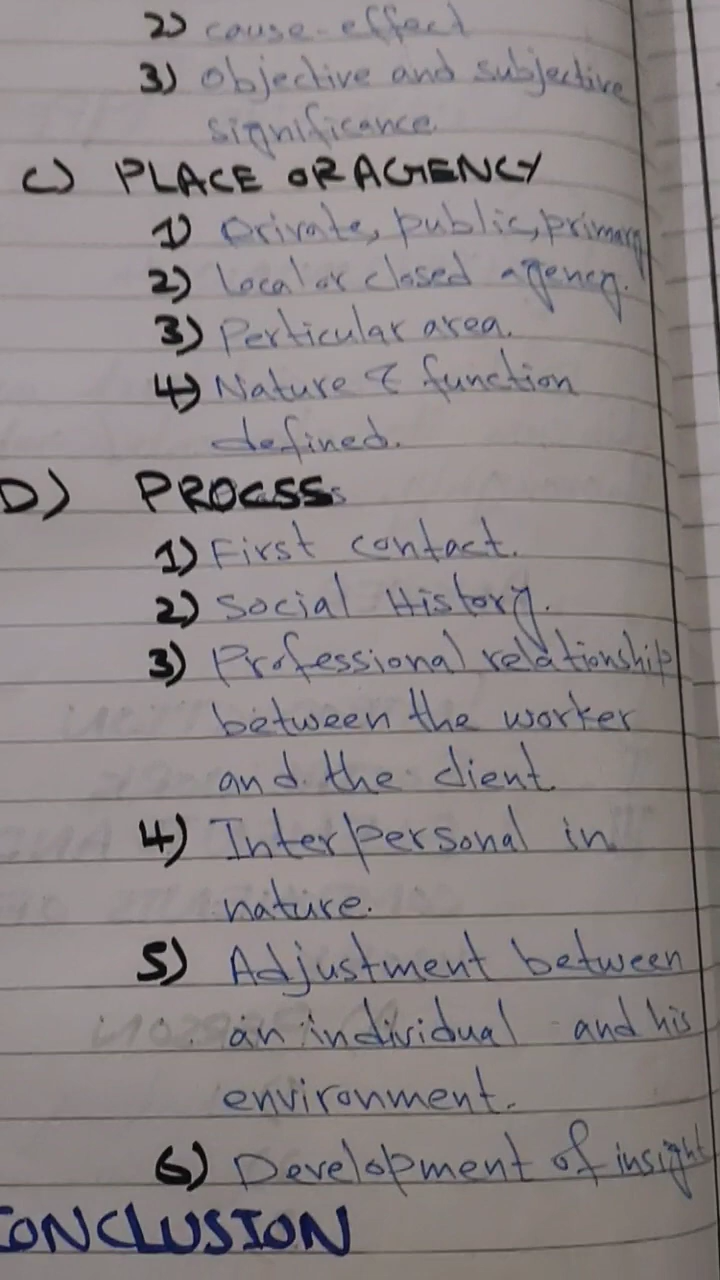 2) cause-effect
3) objective and subjective
significance.
C) PLACE OR AGENCY
1) private, public, primary
2) Local or closed agency.
3) Perticular area.
4) Nature & function
defined.
D) PROCSS
1) First contact.
2) Social History.
3) Professional relationship
between the worker
and the client.
4) Interpersonal in
nature.
5) Adjustment between
an individual and his
environment.
6) Development of insight
CONCLUSION